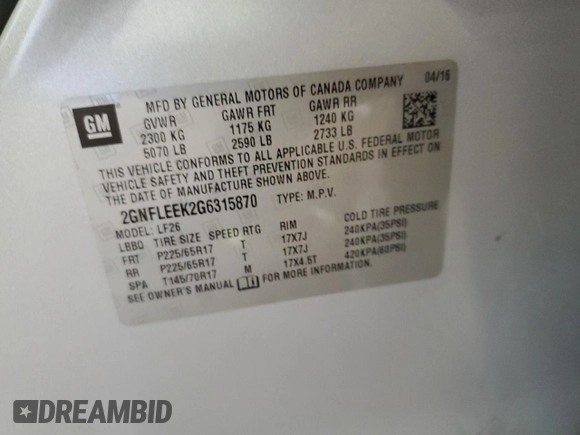 GM
MFD BY GENERAL MOTORS OF CANADA COMPANY 04/16
GVWR GAWR FRT GAWR RR
2300 KG 1175 KG 1240 KG
5070 LB 2590 LB 2733 LB
THIS VEHICLE CONFORMS TO ALL APPLICABLE U.S. FEDERAL MOTOR
VEHICLE SAFETY AND THEFT PREVENTION STANDARDS IN EFFECT ON
THE DATE OF MANUFACTURE SHOWN ABOVE.
2GNFLEEK2G6315870 TYPE: M.P.V.
MODEL: LF26
LBBQ TIRE SIZE SPEED RTG RIM COLD TIRE PRESSURE
FRT P225/65R17 T 17X7J 240KPA(35PSI)
RR P225/65R17 T 17X7J 240KPA(35PSI)
SPA T145/70R17 M 17X4.5T 420KPA(60PSI)
SEE OWNER'S MANUAL FOR MORE INFORMATION.
DREAMBID